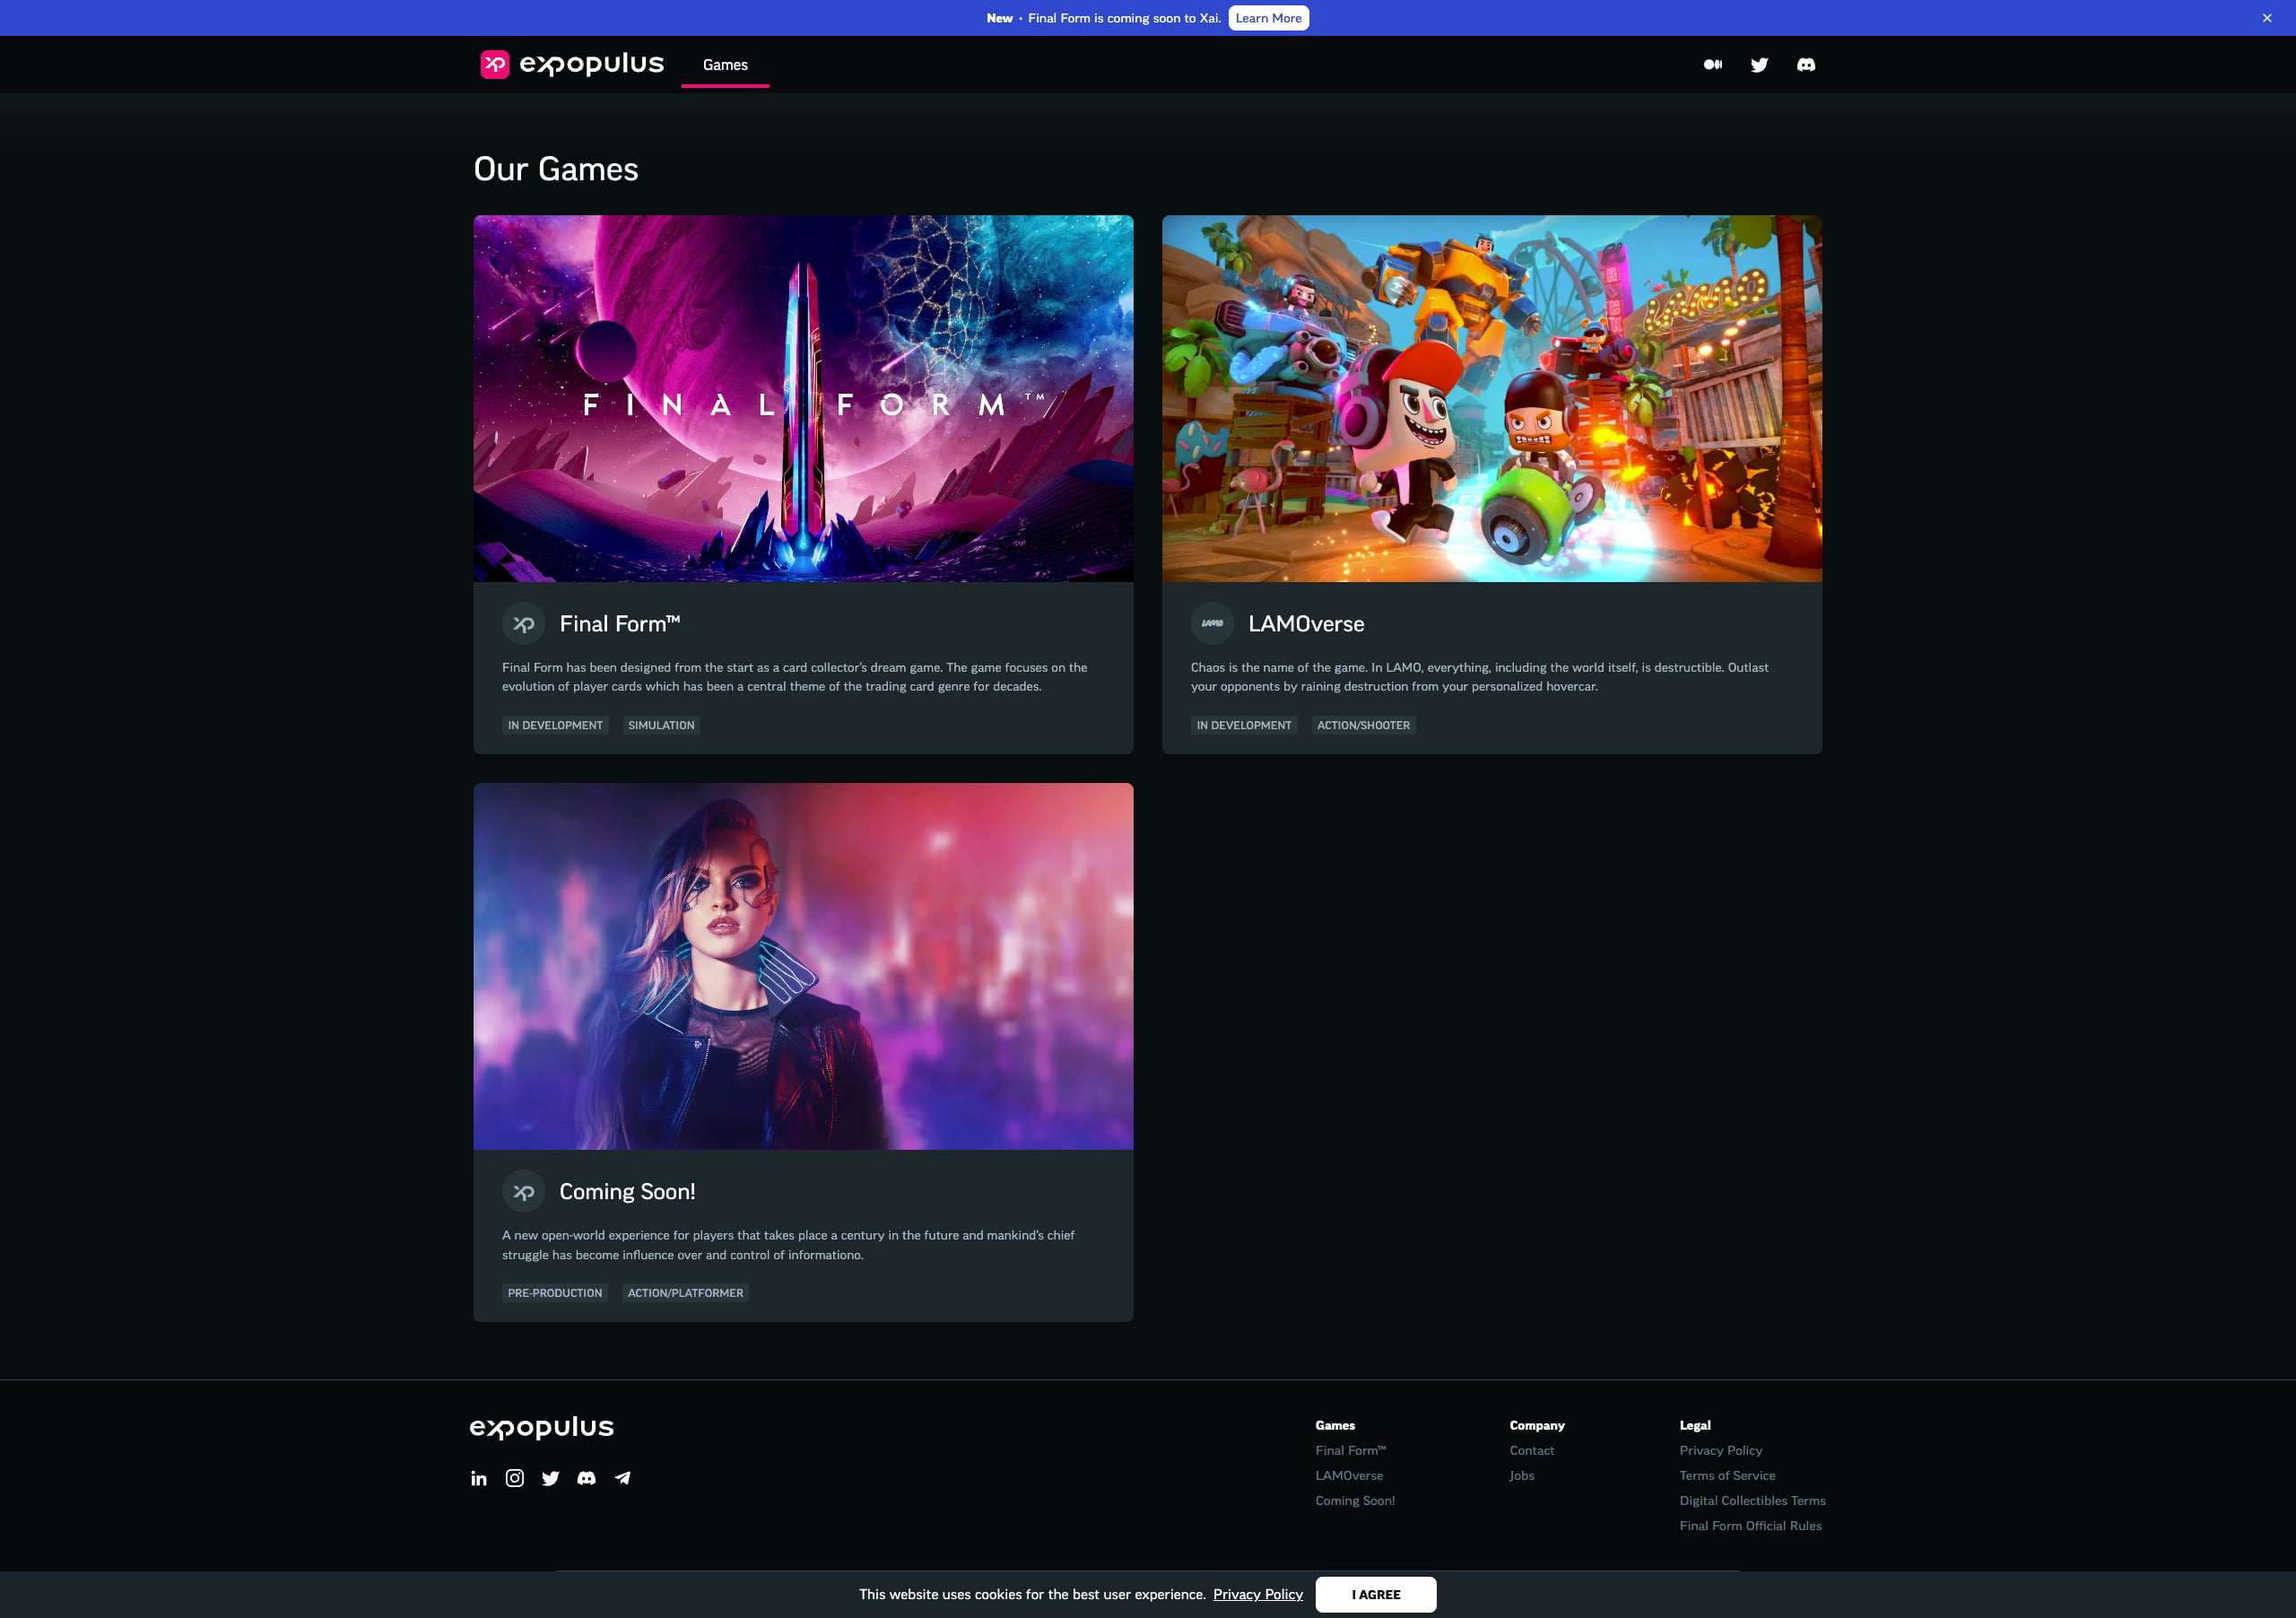 New • Final Form is coming soon to Xai. Learn More
expopulus Games
Our Games
FINAL FORM™
LAMO
Final Form™
Final Form has been designed from the start as a card collector's dream game. The game focuses on the
evolution of player cards which has been a central theme of the trading card genre for decades.
IN DEVELOPMENT SIMULATION
LAMO
LAMOverse
Chaos is the name of the game. In LAMO, everything, including the world itself, is destructible. Outlast
your opponents by raining destruction from your personalized hovercar.
IN DEVELOPMENT ACTION/SHOOTER
Coming Soon!
A new open-world experience for players that takes place a century in the future and mankind's chief
struggle has become influence over and control of informationo.
PRE-PRODUCTION ACTION/PLATFORMER
expopulus
Games
Final Form™
LAMOverse
Coming Soon!
Company
Contact
Jobs
Legal
Privacy Policy
Terms of Service
Digital Collectibles Terms
Final Form Official Rules
This website uses cookies for the best user experience. Privacy Policy I AGREE